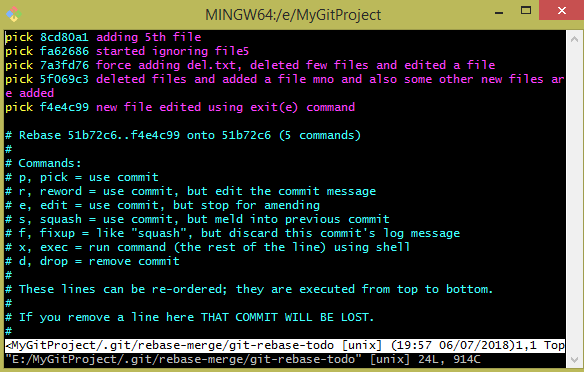 MINGW64:/e/MyGitProject
pick 8cd80a1 adding 5th file
pick fa62686 started ignoring file5
pick 7a3fd76 force adding del.txt, deleted few files and edited a file
pick 5f069c3 deleted files and added a file mno and also some other new files ar
e added
pick f4e4c99 new file edited using exit(e) command

# Rebase 51b72c6..f4e4c99 onto 51b72c6 (5 commands)
#
# Commands:
# p, pick = use commit
# r, reword = use commit, but edit the commit message
# e, edit = use commit, but stop for amending
# s, squash = use commit, but meld into previous commit
# f, fixup = like "squash", but discard this commit's log message
# x, exec = run command (the rest of the line) using shell
# d, drop = remove commit
#
# These lines can be re-ordered; they are executed from top to bottom.
#
# If you remove a line here THAT COMMIT WILL BE LOST.
#
<MyGitProject/.git/rebase-merge/git-rebase-todo [unix] (19:57 06/07/2018)1,1 Top
"E:/MyGitProject/.git/rebase-merge/git-rebase-todo" [unix] 24L, 914C